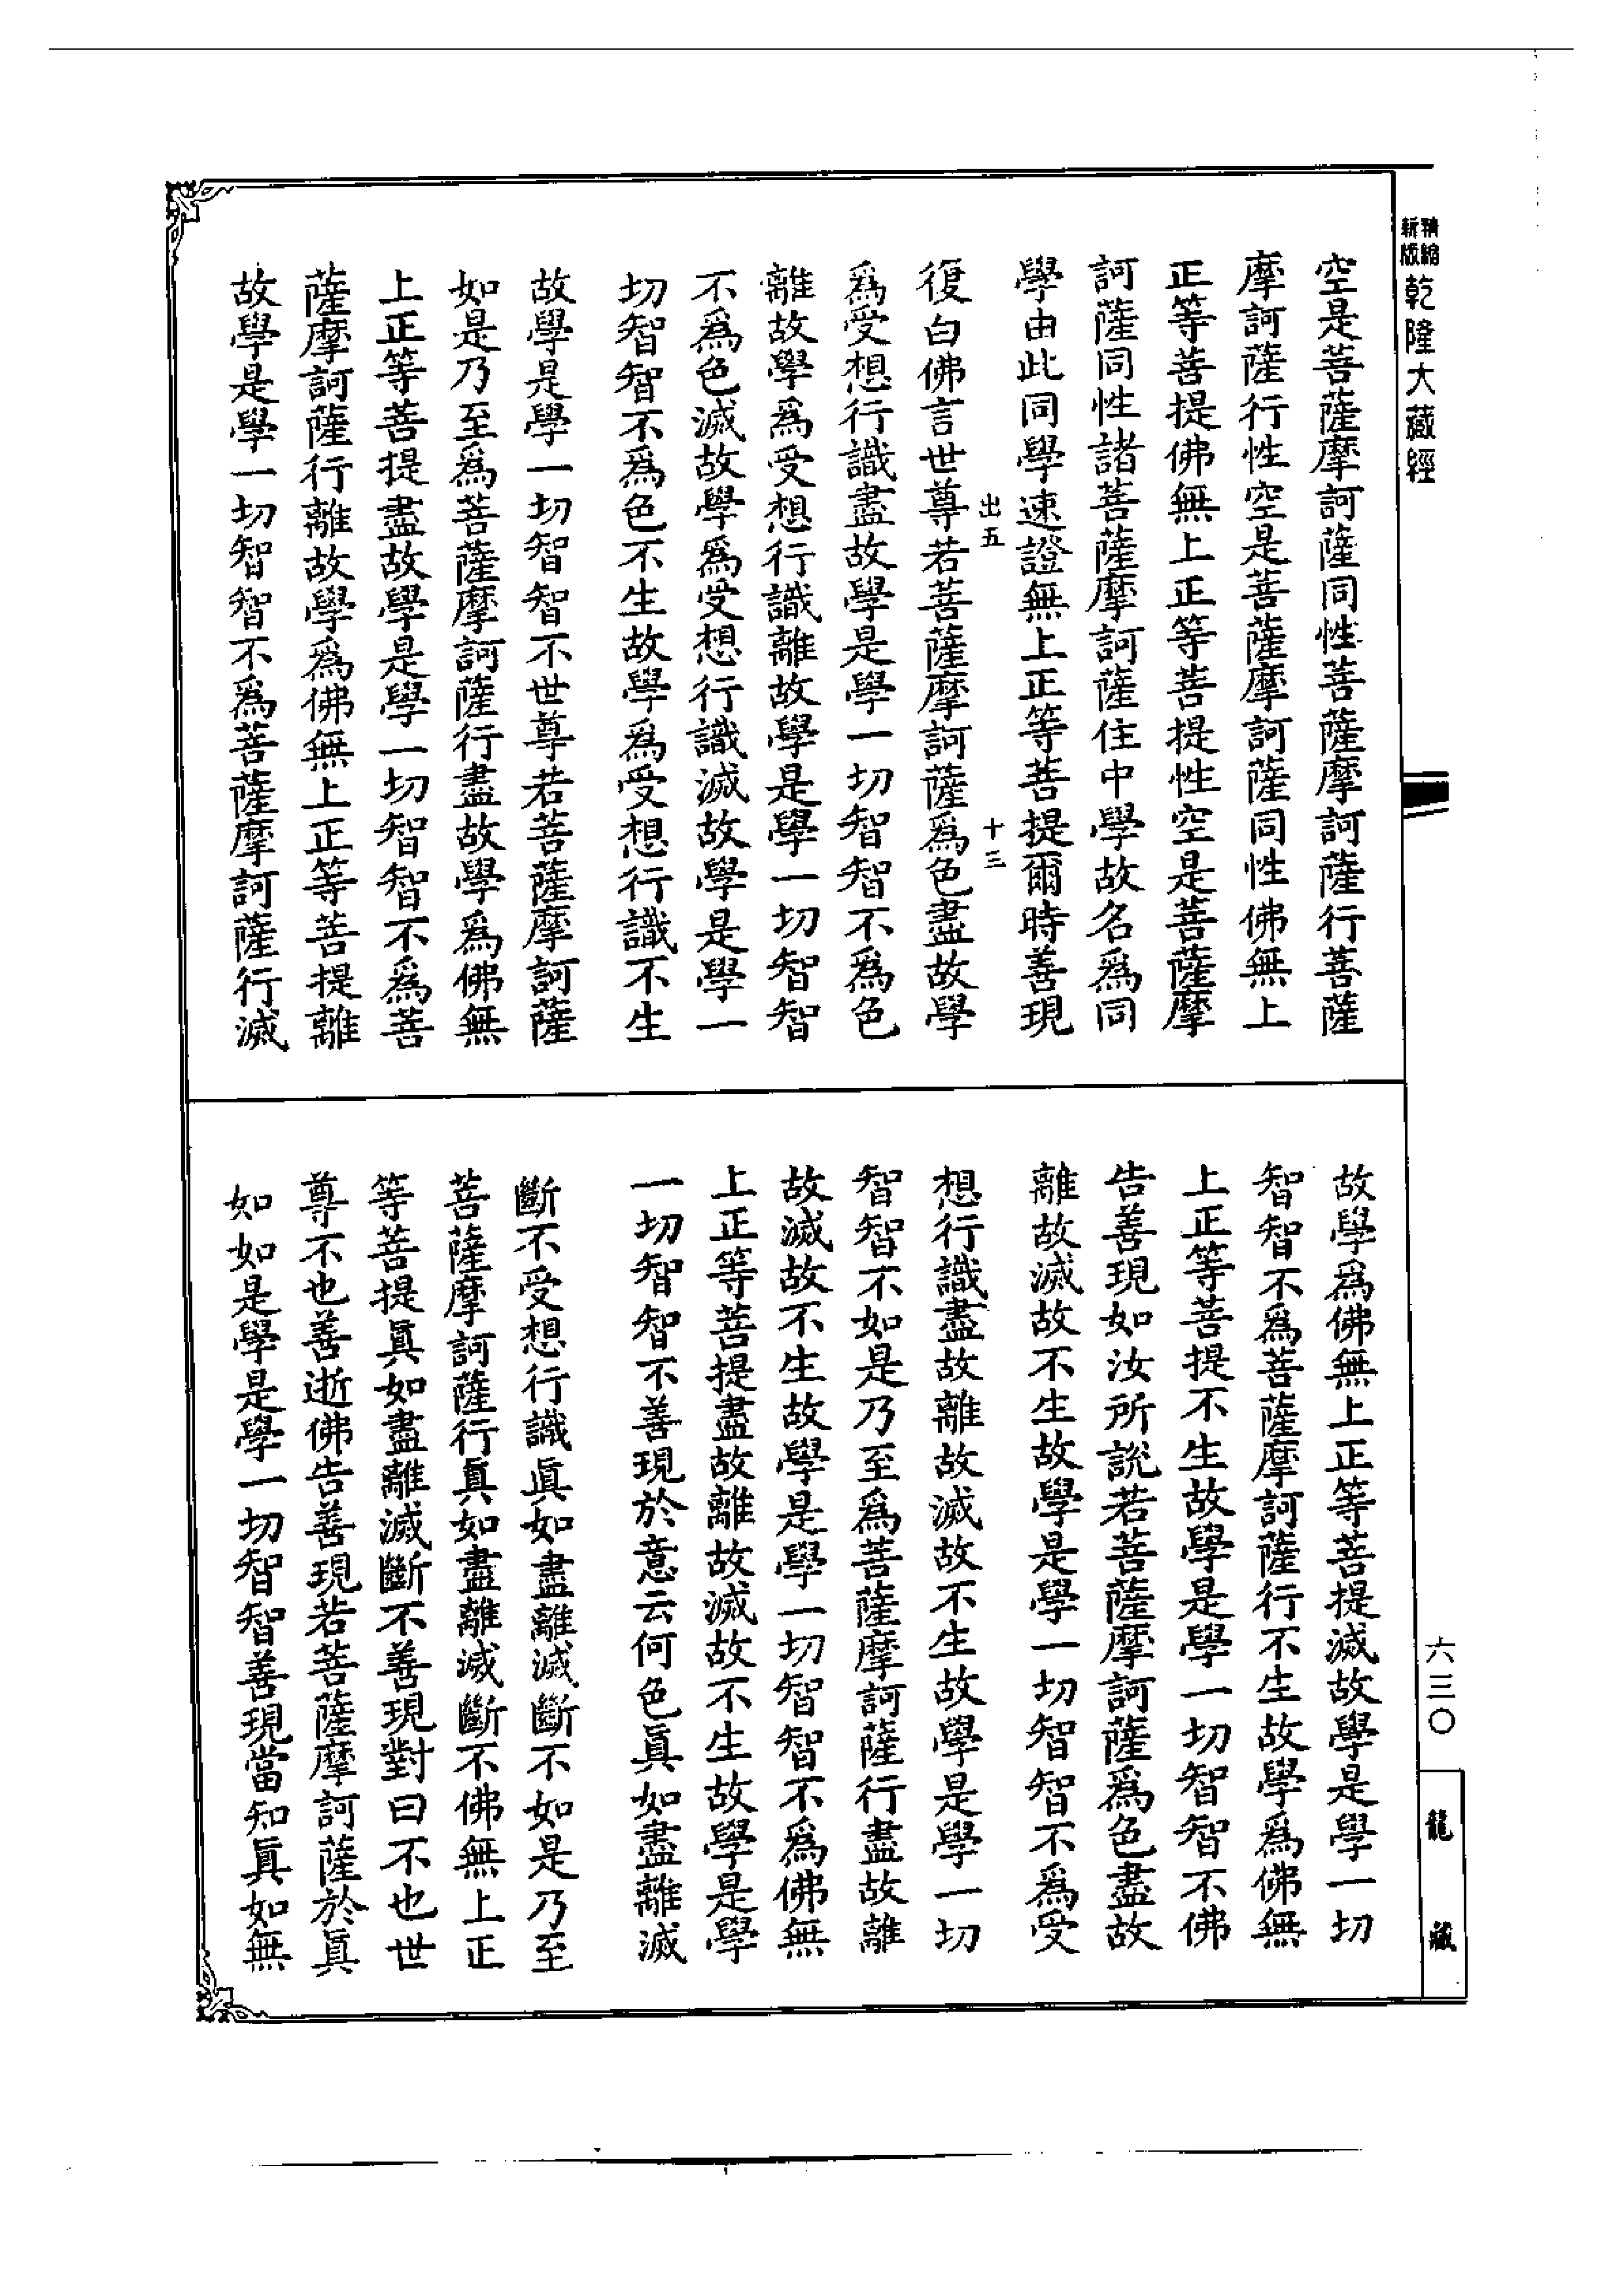 精縮新版乾隆大藏經
空是菩薩摩訶薩同性菩薩摩訶薩行菩薩
摩訶薩行性空是菩薩摩訶薩同性佛無上
正等菩提佛無上正等菩提性空是菩薩摩
訶薩同性諸菩薩摩訶薩住中學故名為同
學由此同學速證無上正等菩提爾時善現
出五 十三
復白佛言世尊若菩薩摩訶薩為色盡故學
為受想行識盡故學是學一切智智不為色
離故學為受想行識離故學是學一切智智
不為色滅故學為受想行識滅故學是學一
切智智不為色不生故學為受想行識不生
故學是學一切智智不世尊若菩薩摩訶薩
如是乃至為菩薩摩訶薩行盡故學為佛無
上正等菩提盡故學是學一切智智不為菩
薩摩訶薩行離故學為佛無上正等菩提離
故學是學一切智智不為菩薩摩訶薩行滅
故學為佛無上正等菩提滅故學是學一切
智智不為菩薩摩訶薩行不生故學為佛無
上正等菩提不生故學是學一切智智不佛
告善現如汝所說若菩薩摩訶薩為色盡故
離故滅故不生故學是學一切智智不為受
想行識盡故離故滅故不生故學是學一切
智智不如是乃至為菩薩摩訶薩行盡故離
故滅故不生故學是學一切智智不為佛無
上正等菩提盡故離故滅故不生故學是學
一切智智不善現於意云何色眞如盡離滅
斷不受想行識眞如盡離滅斷不如是乃至
菩薩摩訶薩行眞如盡離滅斷不佛無上正
等菩提眞如盡離滅斷不善現對曰不也世
尊不也善逝佛告善現若菩薩摩訶薩於眞
如如是學是學一切智智善現當知眞如無
六三〇
龍藏